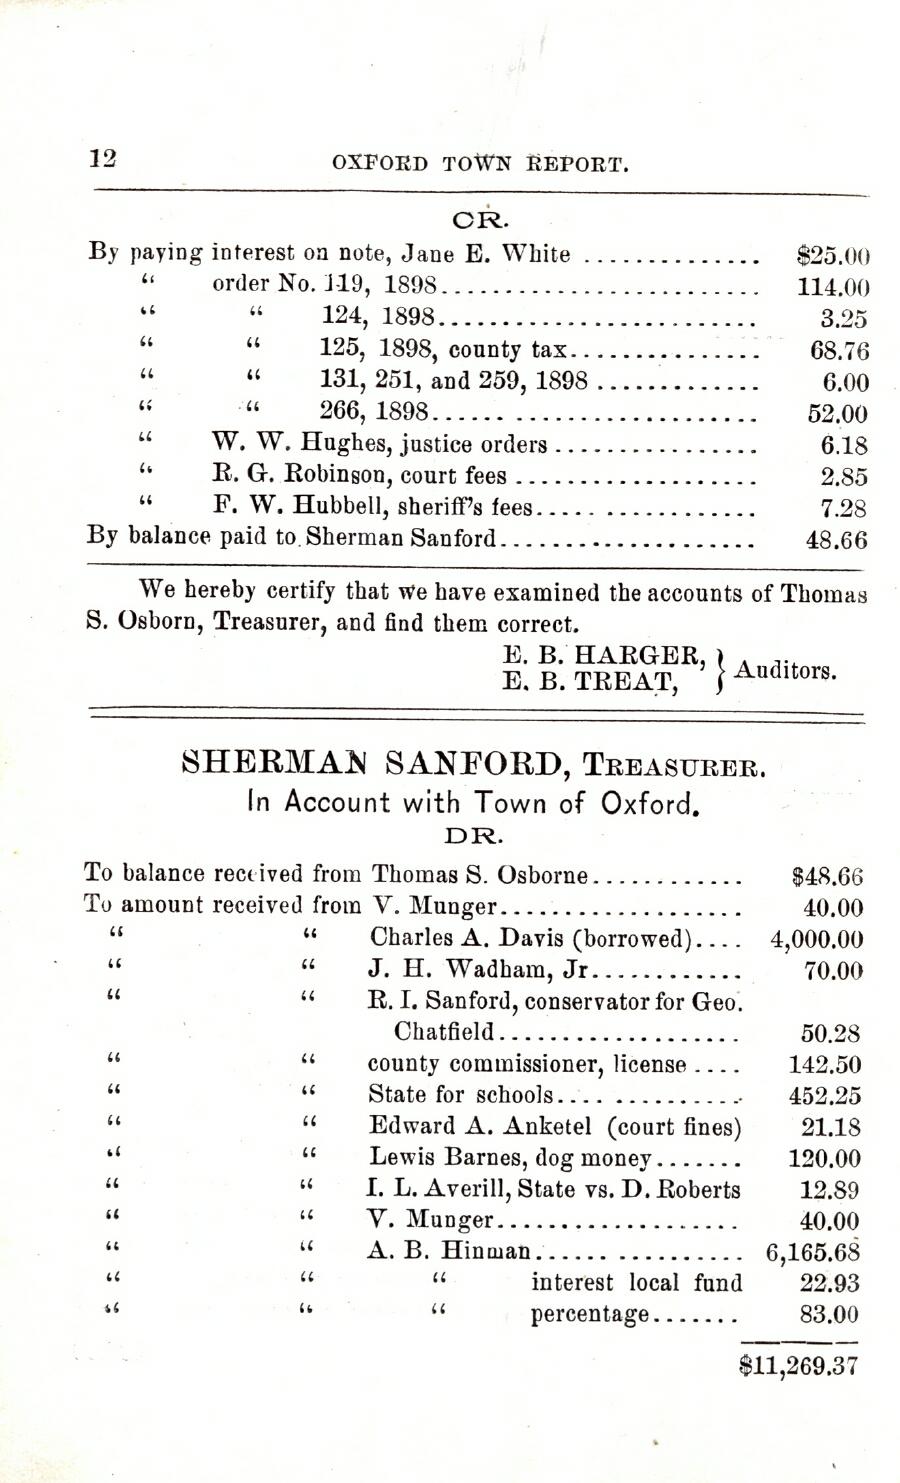 12 OXFORD TOWN REPORT.
CR.
By paying interest on note, Jane E. White .............. $25.00
“ order No. 119, 1898......................... 114.00
“ “ 124, 1898......................... 3.25
“ “ 125, 1898, county tax............... 68.76
“ “ 131, 251, and 259, 1898 ............. 6.00
“ “ 266, 1898......................... 52.00
“ W. W. Hughes, justice orders ................ 6.18
“ R. G. Robinson, court fees ................... 2.85
“ F. W. Hubbell, sheriff’s fees.................. 7.28
By balance paid to Sherman Sanford.................... 48.66
We hereby certify that we have examined the accounts of Thomas
S. Osborn, Treasurer, and find them correct.
E. B. HARGER, } Auditors.
E. B. TREAT,
SHERMAN SANFORD, TREASURER.
In Account with Town of Oxford.
DR.
To balance received from Thomas S. Osborne............ $48.66
To amount received from V. Munger................... 40.00
“ “ Charles A. Davis (borrowed).... 4,000.00
“ “ J. H. Wadham, Jr............ 70.00
“ “ R. I. Sanford, conservator for Geo.
Chatfield................... 50.28
“ “ county commissioner, license .... 142.50
“ “ State for schools................ 452.25
“ “ Edward A. Anketel (court fines) 21.18
“ “ Lewis Barnes, dog money....... 120.00
“ “ I. L. Averill, State vs. D. Roberts 12.89
“ “ V. Munger................... 40.00
“ “ A. B. Hinman................. 6,165.68
“ “ “ interest local fund 22.93
“ “ “ percentage....... 83.00
$11,269.37